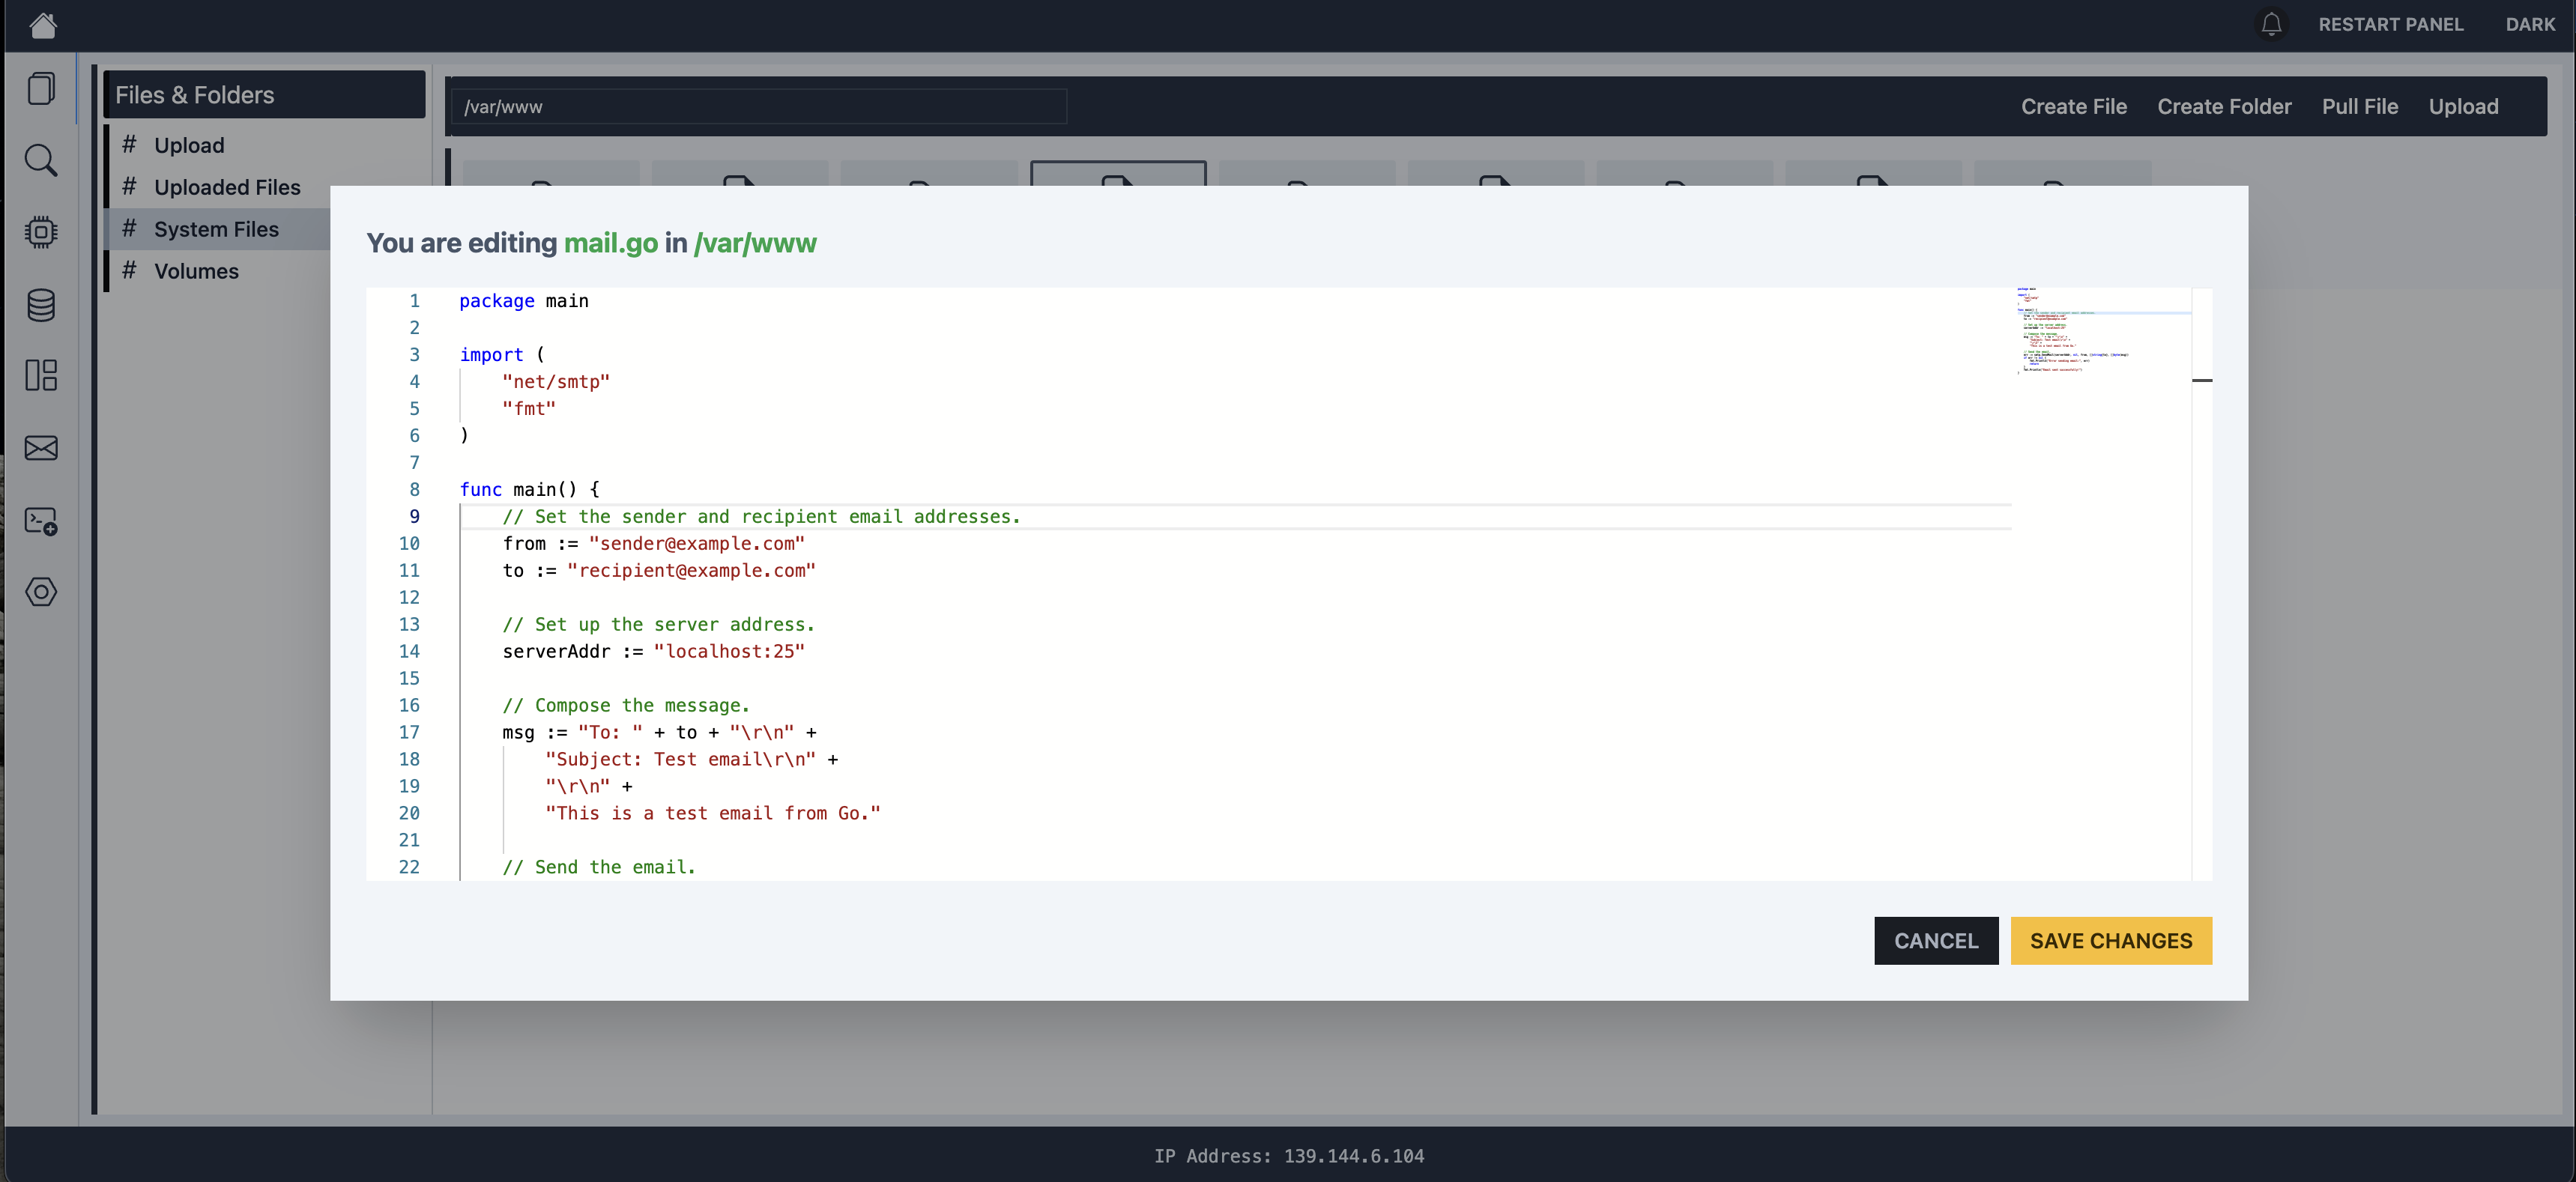 RESTART PANEL
DARK
Files & Folders
# Upload
# Uploaded Files
# System Files
# Volumes
/var/www
Create File
Create Folder
Pull File
Upload
You are editing mail.go in /var/www
1 package main
2
3 import (
4 "net/smtp"
5 "fmt"
6 )
7
8 func main() {
9 // Set the sender and recipient email addresses.
10 from := "sender@example.com"
11 to := "recipient@example.com"
12
13 // Set up the server address.
14 serverAddr := "localhost:25"
15
16 // Compose the message.
17 msg := "To: " + to + "\r\n" +
18 "Subject: Test email\r\n" +
19 "\r\n" +
20 "This is a test email from Go."
21
22 // Send the email.
CANCEL
SAVE CHANGES
IP Address: 139.144.6.104